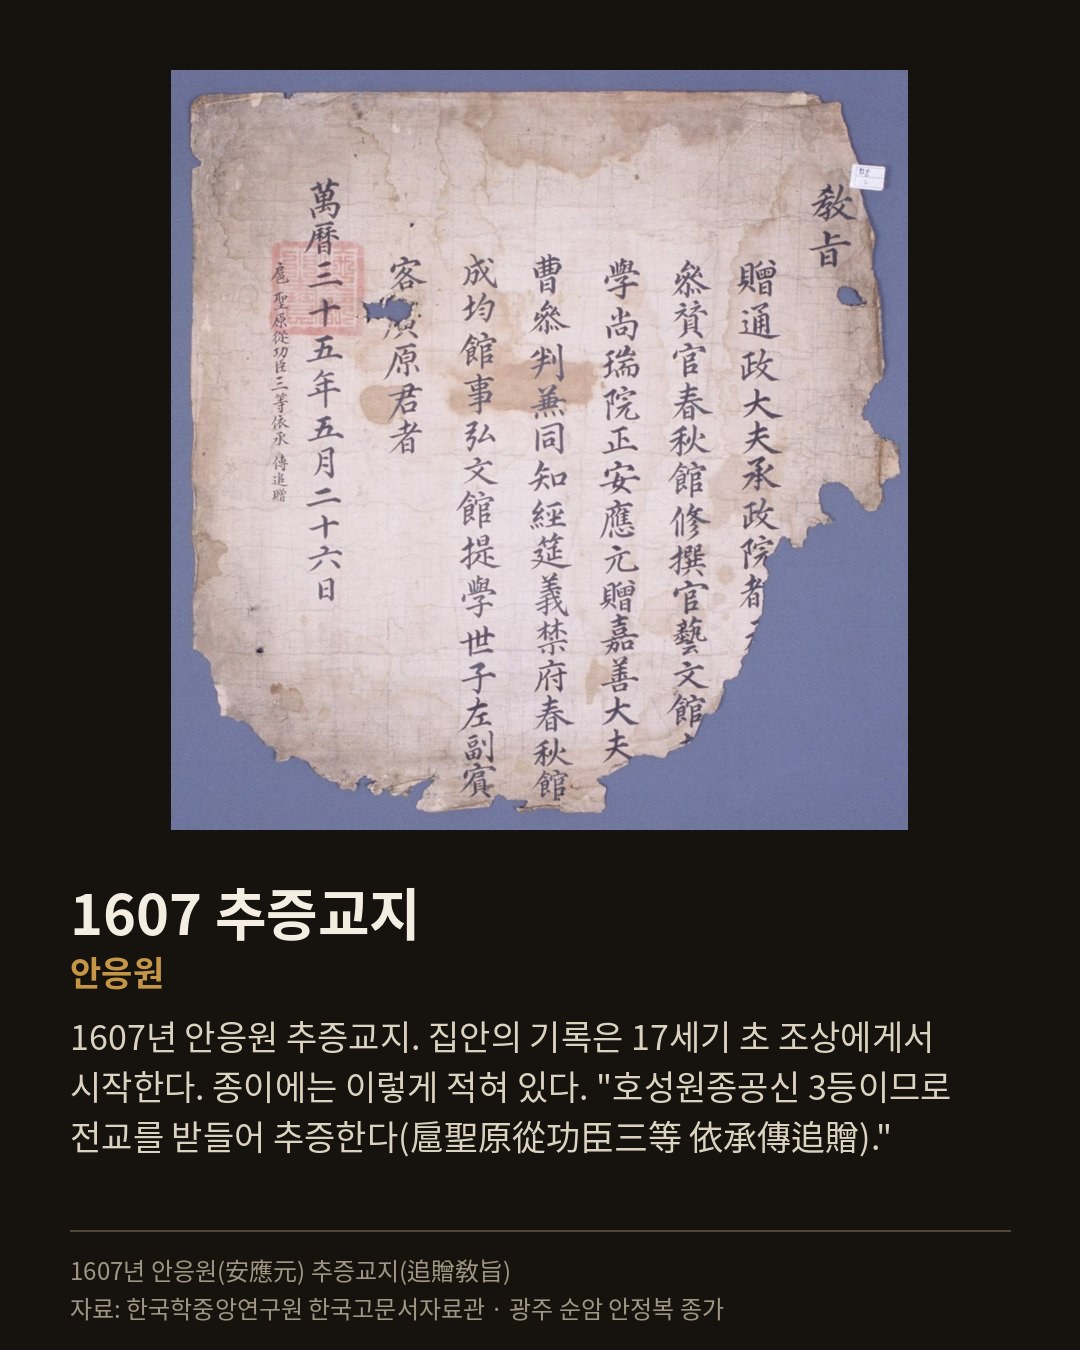 敎旨
贈通政大夫承政院都
叅贊官春秋館修撰官藝文館
學尚瑞院正安應元贈嘉善大夫
曹叅判兼同知經筵義禁府春秋館
成均館事弘文館提學世子左副賓
客 原君者
萬曆三十五年五月二十六日
扈聖原從功臣三等依承傳追贈
1607 추증교지
안응원
1607년 안응원 추증교지. 집안의 기록은 17세기 초 조상에게서
시작한다. 종이에는 이렇게 적혀 있다. "호성원종공신 3등이므로
전교를 받들어 추증한다(扈聖原從功臣三等 依承傳追贈)."
1607년 안응원(安應元) 추증교지(追贈敎旨)
자료: 한국학중앙연구원 한국고문서자료관 · 광주 순암 안정복 종가